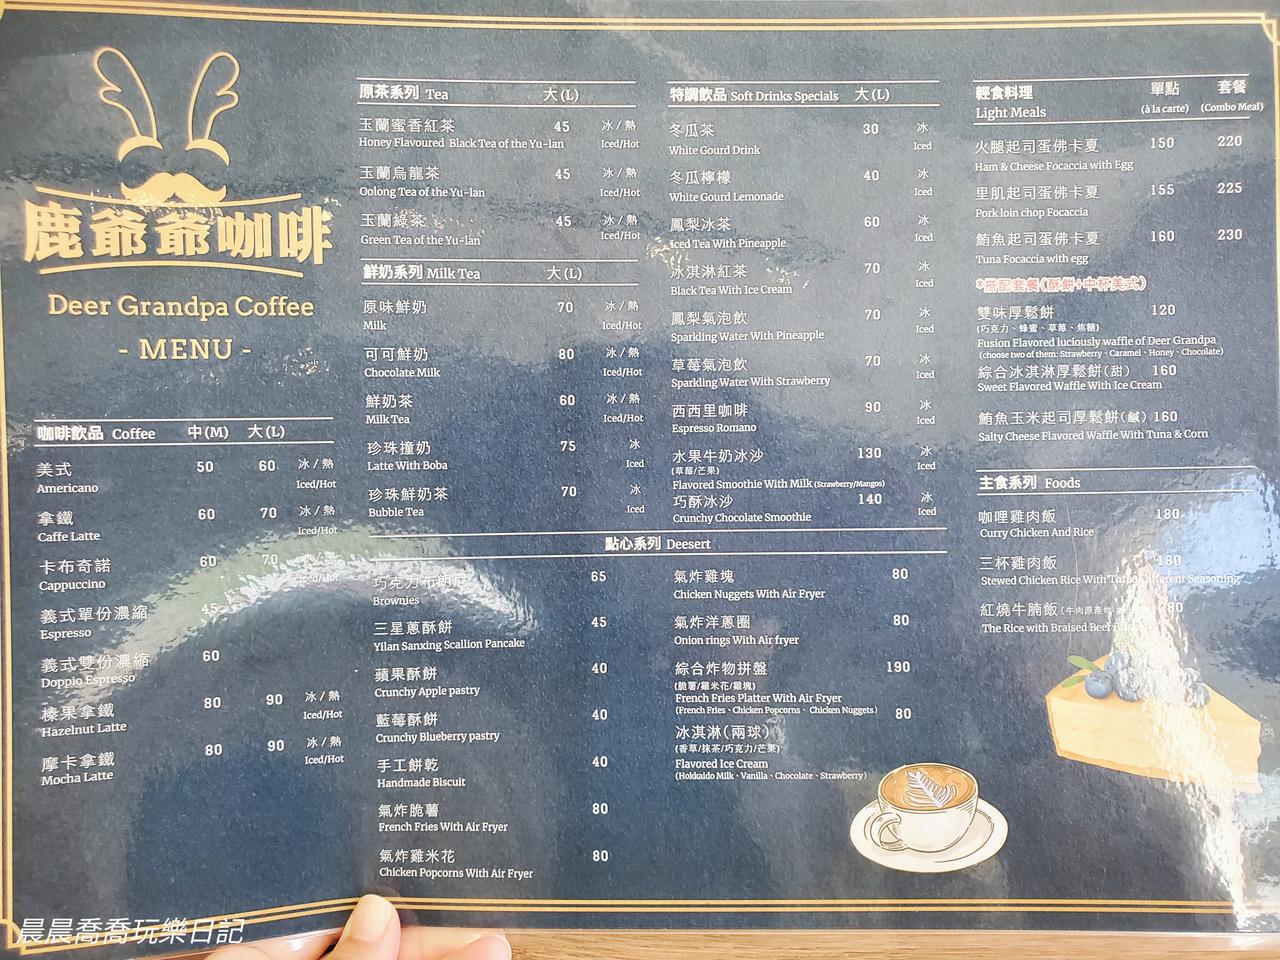 鹿爺爺咖啡
Deer Grandpa Coffee
- MENU -
咖啡飲品 Coffee 中(M) 大(L)
美式 50 60 冰/熱
Americano Iced/Hot
拿鐵 60 70 冰/熱
Caffe Latte Iced/Hot
卡布奇諾 60 70
Cappuccino
義式單份濃縮 45
Espresso
義式雙份濃縮 60
Doppio Espresso
榛果拿鐵 80 90 冰/熱
Hazelnut Latte Iced/Hot
摩卡拿鐵 80 90 冰/熱
Mocha Latte Iced/Hot
原茶系列 Tea 大(L)
玉蘭蜜香紅茶 45 冰/熱
Honey Flavoured Black Tea of the Yu-lan Iced/Hot
玉蘭烏龍茶 45 冰/熱
Oolong Tea of the Yu-lan Iced/Hot
玉蘭綠茶 45 冰/熱
Green Tea of the Yu-lan Iced/Hot
鮮奶系列 Milk Tea 大(L)
原味鮮奶 70 冰/熱
Milk Iced/Hot
可可鮮奶 80 冰/熱
Chocolate Milk Iced/Hot
鮮奶茶 60 冰/熱
Milk Tea Iced/Hot
珍珠撞奶 75 冰
Latte With Boba Iced
珍珠鮮奶茶 70 冰
Bubble Tea Iced
特調飲品 Soft Drinks Specials 大(L)
冬瓜茶 30 冰
White Gourd Drink Iced
冬瓜檸檬 40 冰
White Gourd Lemonade Iced
鳳梨冰茶 60 冰
Iced Tea With Pineapple Iced
冰淇淋紅茶 70 冰
Black Tea With Ice Cream Iced
鳳梨氣泡飲 70 冰
Sparkling Water With Pineapple Iced
草莓氣泡飲 70 冰
Sparkling Water With Strawberry Iced
西西里咖啡 90 冰
Espresso Romano Iced
水果牛奶冰沙 130 冰
(草莓/芒果) Iced
Flavored Smoothie With Milk (Strawberry/Mangos)
巧酥冰沙 140 冰
Crunchy Chocolate Smoothie Iced
點心系列 Deesert
巧克力布朗尼 65
Brownies
三星蔥酥餅 45
Yilan Sanxing Scallion Pancake
蘋果酥餅 40
Crunchy Apple pastry
藍莓酥餅 40
Crunchy Blueberry pastry
手工餅乾 40
Handmade Biscuit
氣炸脆薯 80
French Fries With Air Fryer
氣炸雞米花 80
Chicken Popcorns With Air Fryer
氣炸雞塊 80
Chicken Nuggets With Air Fryer
氣炸洋蔥圈 80
Onion rings With Air fryer
綜合炸物拼盤 190
(脆薯/雞米花/雞塊)
French Fries Platter With Air Fryer
(French Fries、Chicken Popcorns、Chicken Nuggets)
冰淇淋(兩球) 80
(香草/抹茶/巧克力/芒果)
Flavored Ice Cream
(Hokkaido Milk、Vanilla、Chocolate、Strawberry)
輕食料理 單點 套餐
Light Meals (à la carte) (Combo Meal)
火腿起司蛋佛卡夏 150 220
Ham & Cheese Focaccia with Egg
里肌起司蛋佛卡夏 155 225
Pork loin chop Focaccia
鮪魚起司蛋佛卡夏 160 230
Tuna Focaccia with egg
*搭配套餐(酥餅+中杯美式)
雙味厚鬆餅 120
(巧克力、蜂蜜、草莓、焦糖)
Fusion Flavored luciously waffle of Deer Grandpa
(choose two of them: Strawberry、Caramel、Honey、Chocolate)
綜合冰淇淋厚鬆餅(甜) 160
Sweet Flavored Waffle With Ice Cream
鮪魚玉米起司厚鬆餅(鹹) 160
Salty Cheese Flavored Waffle With Tuna & Corn
主食系列 Foods
咖哩雞肉飯 180
Curry Chicken And Rice
三杯雞肉飯 180
Stewed Chicken Rice With Different Seasoning
紅燒牛腩飯 (牛肉原產地
The Rice with Braised Beef
晨晨喬喬玩樂日記